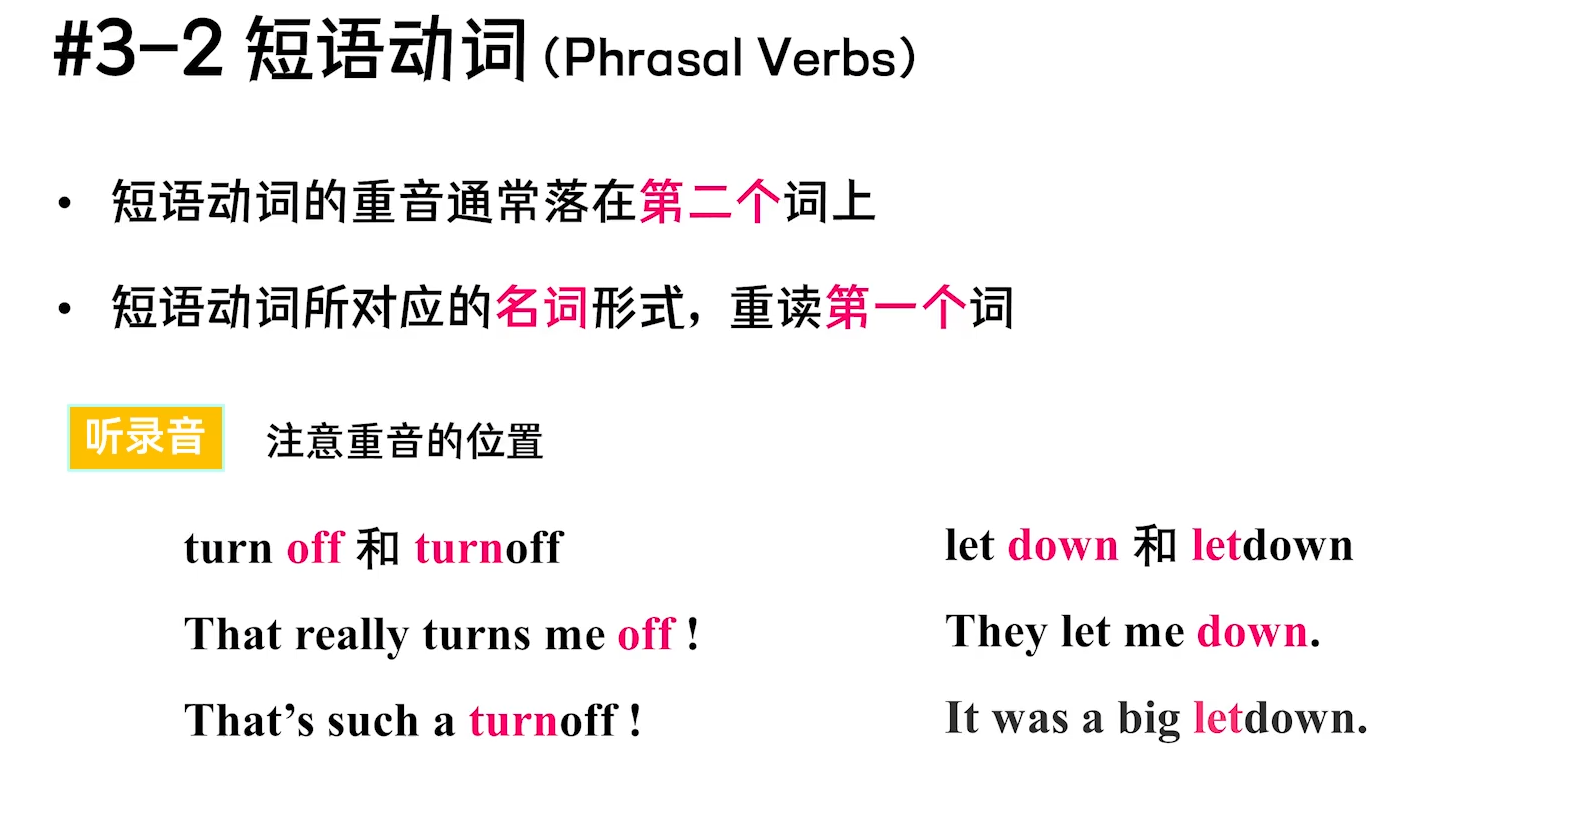 #3-2 短语动词 (Phrasal Verbs)
• 短语动词的重音通常落在第二个词上
• 短语动词所对应的名词形式，重读第一个词
听录音 注意重音的位置
turn off 和 turnoff
That really turns me off !
That’s such a turnoff !
let down 和 letdown
They let me down.
It was a big letdown.